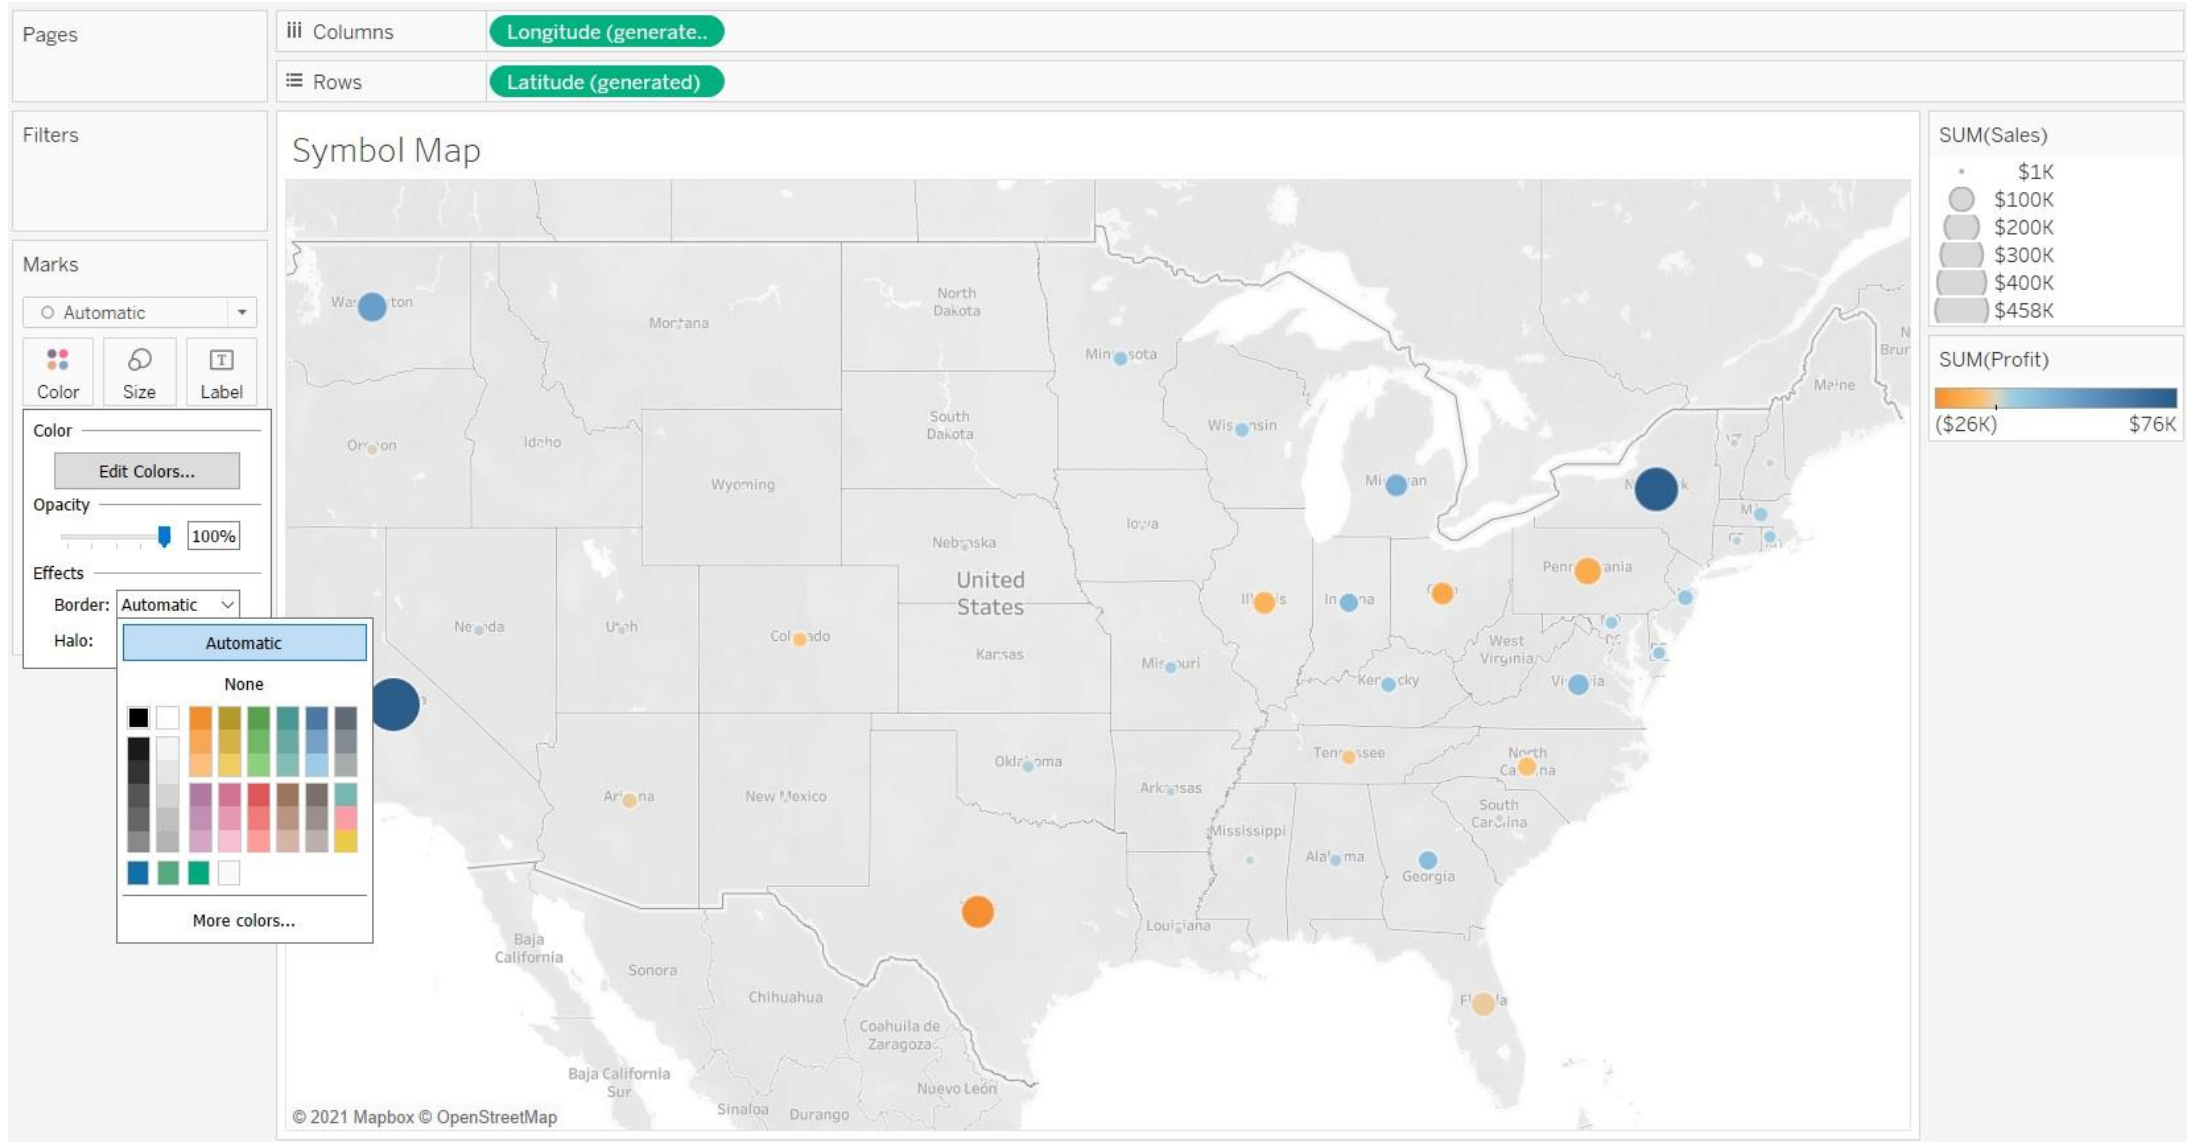 Pages
Columns
Longitude (generate..
Rows
Latitude (generated)
Filters
Marks
Automatic
Color
Size
Label
Color
Edit Colors...
Opacity
100%
Effects
Border:
Automatic
Halo:
Automatic
None
More colors...
Symbol Map
North
Dakota
Montana
Minnesota
Maine
South
Dakota
Wisconsin
Oregon
Idaho
Wyoming
Iowa
Nebraska
Pennsylvania
United
States
Nevada
Utah
Colorado
Kansas
West
Virginia
Missouri
Kentucky
Virginia
Tennessee
North
Carolina
Oklahoma
Arkansas
Arizona
New Mexico
South
Carolina
Mississippi
Alabama
Georgia
Louisiana
Florida
Baja
California
Sonora
Chihuahua
Coahuila de
Zaragoza
Baja California
Sur
Nuevo León
Sinaloa
Durango
© 2021 Mapbox © OpenStreetMap
SUM(Sales)
$1K
$100K
$200K
$300K
$400K
$458K
SUM(Profit)
($26K)
$76K